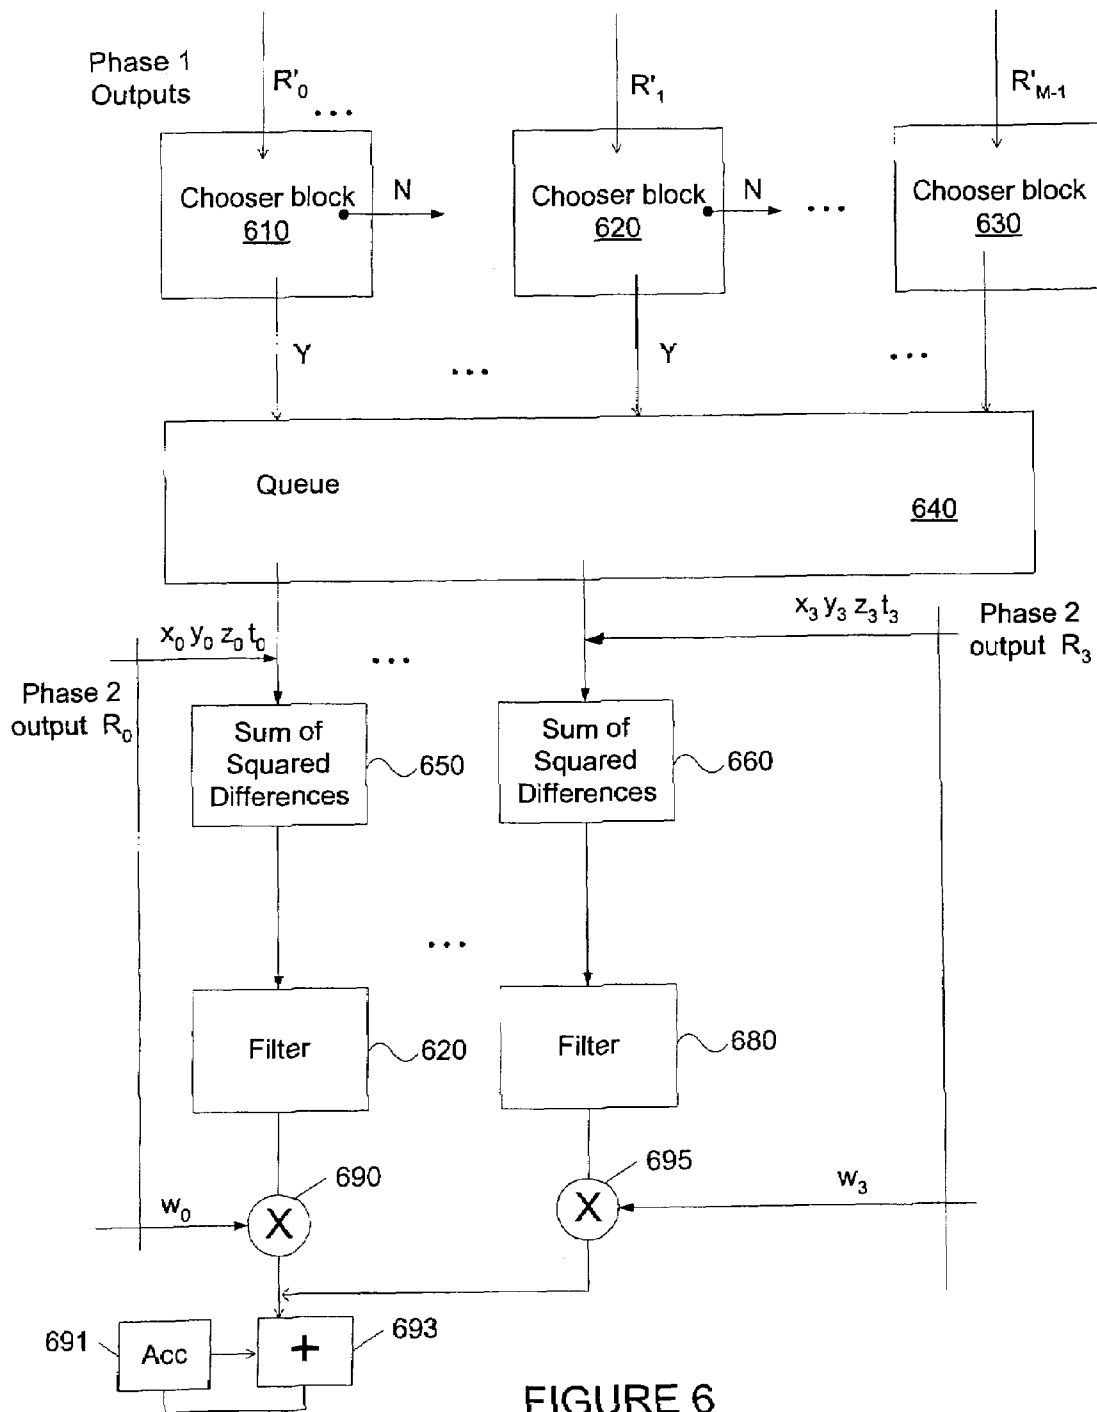 Phase 1
Outputs
R'0
R'1
R'M-1
...
Chooser block
610
N
Chooser block
620
N
...
Chooser block
630
Y
...
Y
...
Queue
640
x0 y0 z0 t0
...
x3 y3 z3 t3
Phase 2
output R3
Phase 2
output R0
Sum of
Squared
Differences
650
Sum of
Squared
Differences
660
...
Filter
620
Filter
680
690
695
w0
X
X
w3
691
Acc
+
693
FIGURE 6